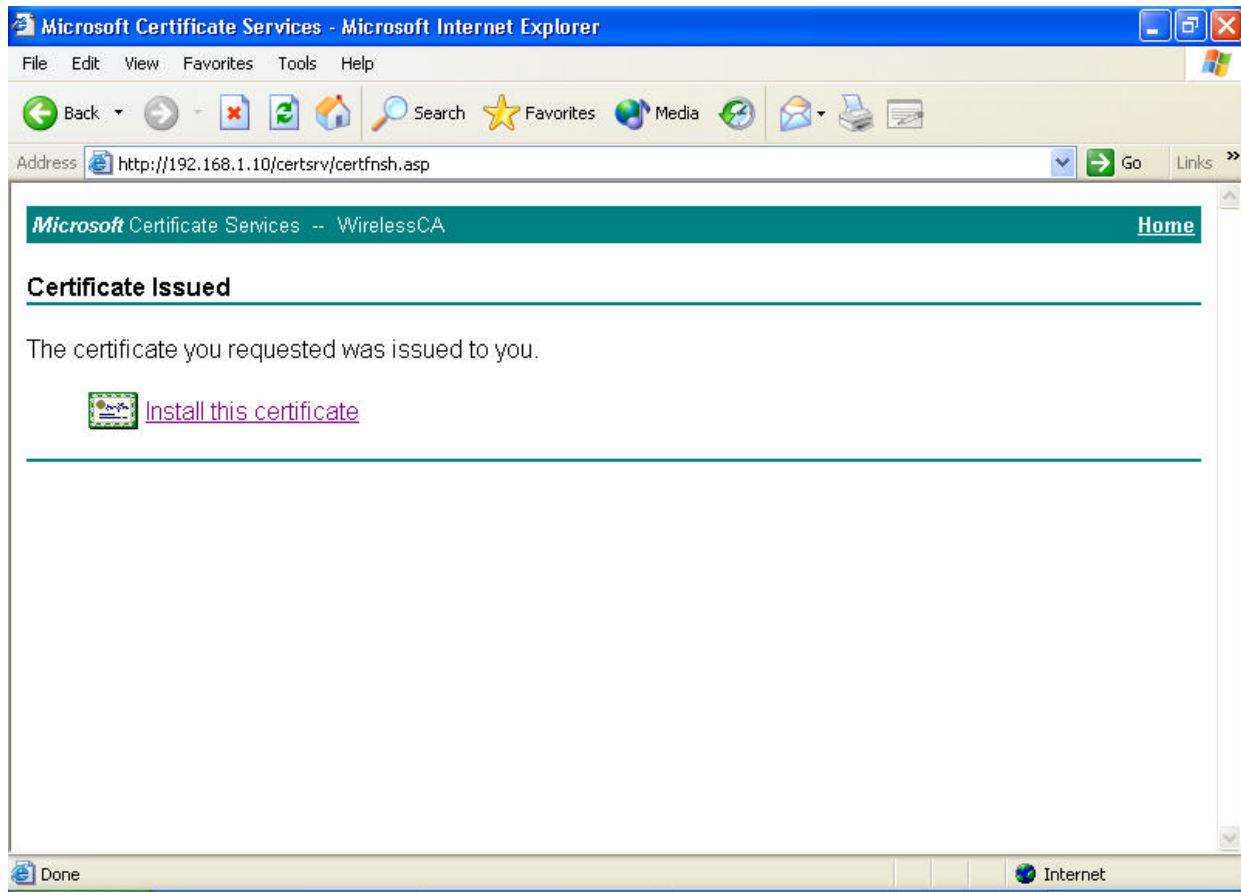 Microsoft Certificate Services - Microsoft Internet Explorer
File Edit View Favorites Tools Help
Back Search Favorites Media
Address http://192.168.1.10/certsrv/certfnsh.asp Go Links »
Microsoft Certificate Services -- WirelessCA Home
Certificate Issued
The certificate you requested was issued to you.
Install this certificate
Done Internet